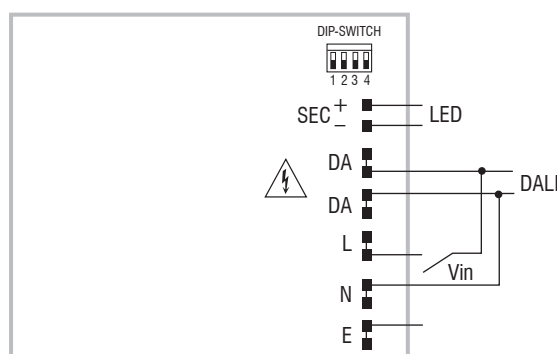 DIP-SWITCH
1 2 3 4
SEC + LED
−
DA
DALI
DA
L
Vin
N
E